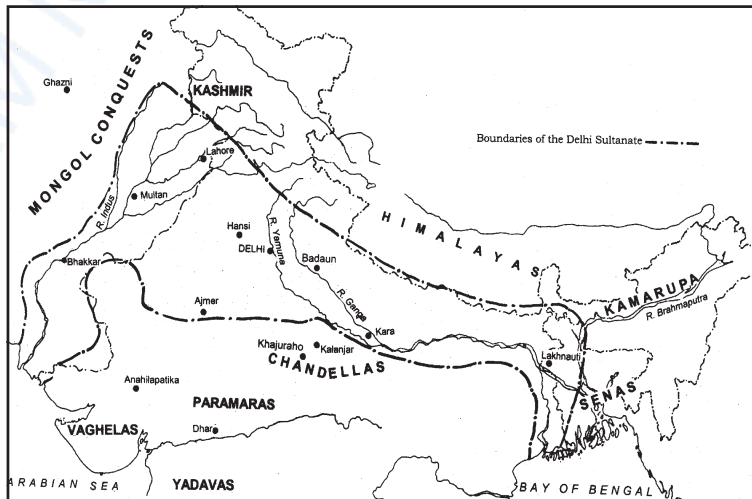 Ghazni
MONGOL CONQUESTS
KASHMIR
Boundaries of the Delhi Sultanate
Lahore
Multan
R. Indus
HIMALAYAS
Hansi
DELHI
R. Yamuna
Badaun
Bhakkar
R. Ganga
KAMARUPA
R. Brahmaputra
Ajmer
Kara
Khajuraho
Kalanjar
CHANDELLAS
Lakhnauti
SENAS
Anahilapatika
PARAMARAS
VAGHELAS
Dhar
ARABIAN SEA
YADAVAS
BAY OF BENGAL